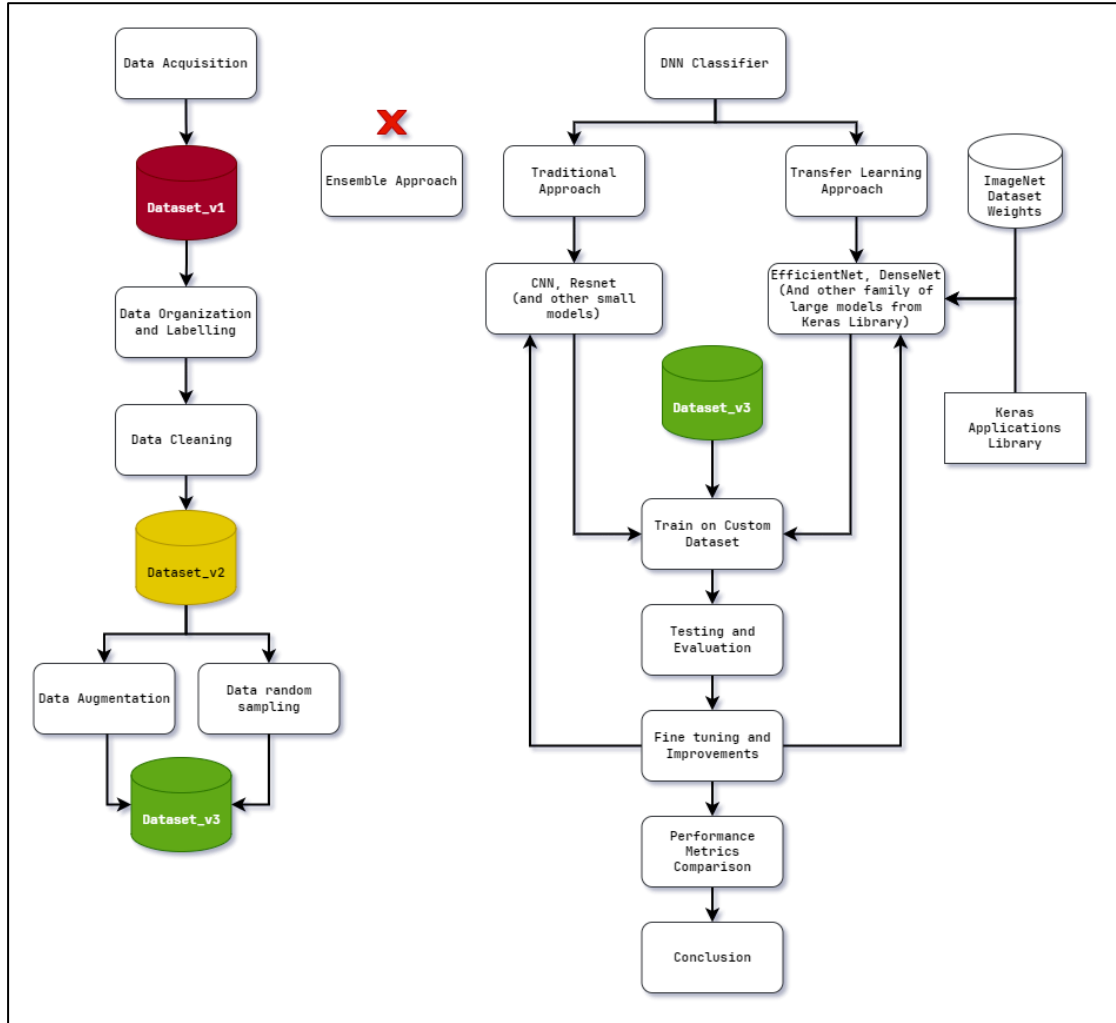 Data Acquisition
Dataset_v1
Data Organization
and Labelling
Data Cleaning
Dataset_v2
Data Augmentation
Data random
sampling
Dataset_v3
Ensemble Approach
DNN Classifier
Traditional
Approach
Transfer Learning
Approach
ImageNet
Dataset
Weights
CNN, Resnet
(and other small
models)
EfficientNet, DenseNet
(And other family of
large models from
Keras Library)
Keras
Applications
Library
Dataset_v3
Train on Custom
Dataset
Testing and
Evaluation
Fine tuning and
Improvements
Performance
Metrics
Comparison
Conclusion